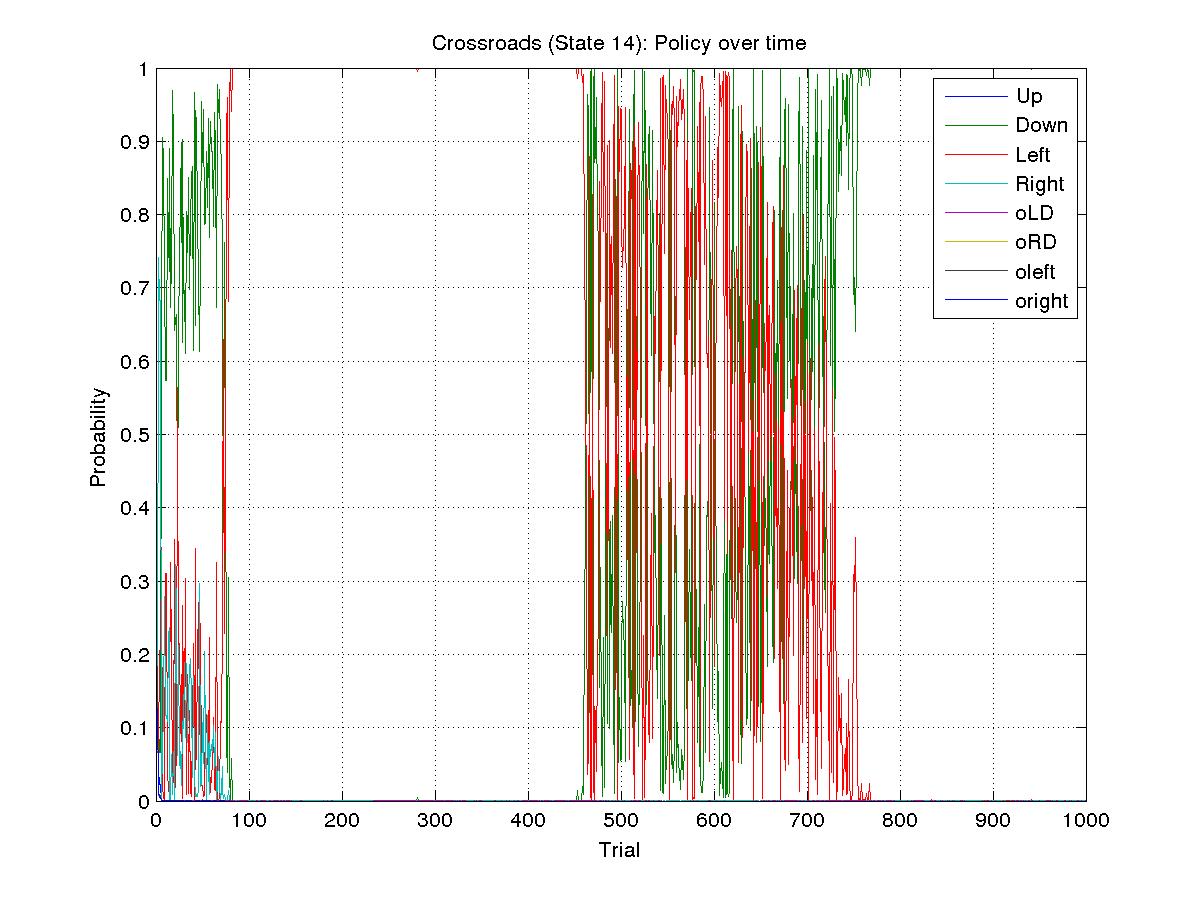 Crossroads (State 14): Policy over time
1
0.9
0.8
0.7
0.6
0.5
0.4
0.3
0.2
0.1
0
Probability
Up
Down
Left
Right
oLD
oRD
oleft
oright
0 100 200 300 400 500 600 700 800 900 1000
Trial